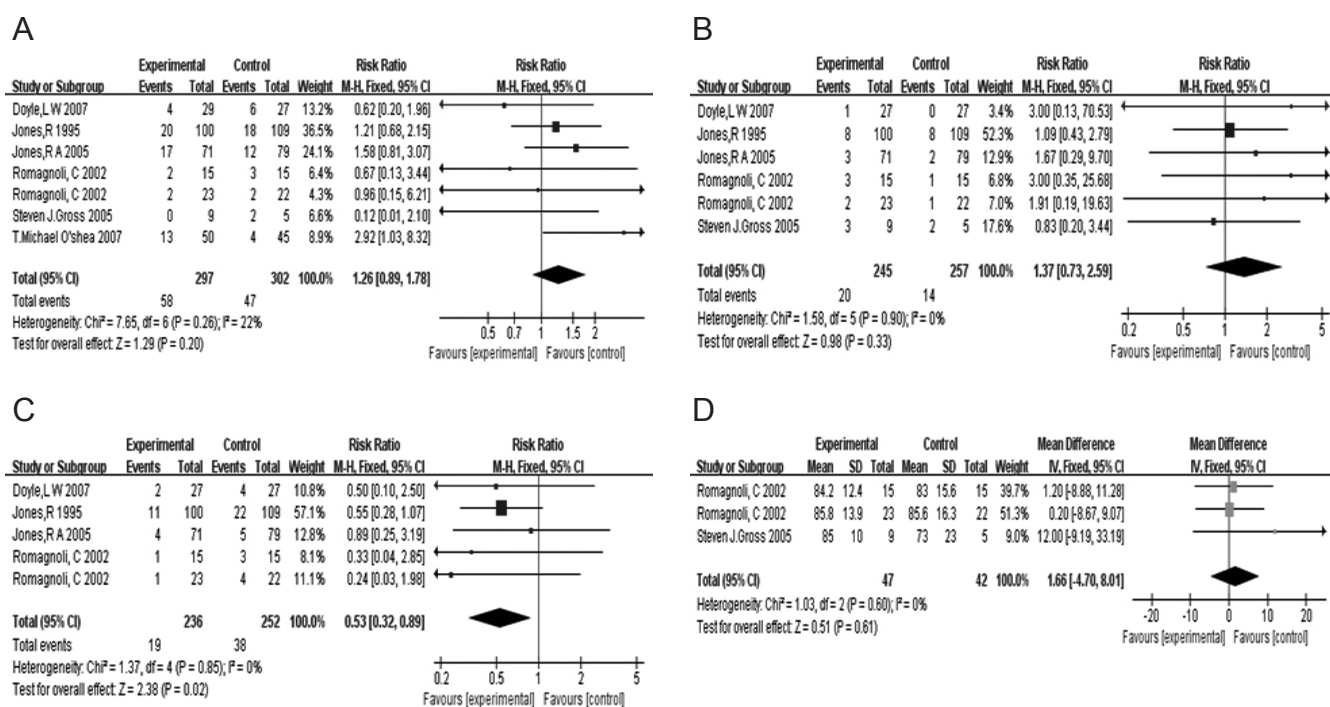 A
Experimental Control Risk Ratio Risk Ratio
Study or Subgroup Events Total Events Total Weight M-H, Fixed, 95% CI M-H, Fixed, 95% CI
Doyle,L W 2007 4 29 6 27 13.2% 0.62 [0.20, 1.96]
Jones,R 1995 20 100 18 109 36.5% 1.21 [0.68, 2.15]
Jones,R A 2005 17 71 12 79 24.1% 1.58 [0.81, 3.07]
Romagnoli, C 2002 2 15 3 15 6.4% 0.67 [0.13, 3.44]
Romagnoli, C 2002 2 23 2 22 4.3% 0.96 [0.15, 6.21]
Steven J.Gross 2005 0 9 2 5 6.6% 0.12 [0.01, 2.10]
T.Michael O'shea 2007 13 50 4 45 8.9% 2.92 [1.03, 8.32]
Total (95% CI) 297 302 100.0% 1.26 [0.89, 1.78]
Total events 58 47
Heterogeneity: Chi² = 7.65, df = 6 (P = 0.26); I² = 22%
Test for overall effect: Z = 1.29 (P = 0.20)
0.5 0.7 1 1.5 2
Favours [experimental] Favours [control]
B
Experimental Control Risk Ratio Risk Ratio
Study or Subgroup Events Total Events Total Weight M-H, Fixed, 95% CI M-H, Fixed, 95% CI
Doyle,L W 2007 1 27 0 27 3.4% 3.00 [0.13, 70.53]
Jones,R 1995 8 100 8 109 52.3% 1.09 [0.43, 2.79]
Jones,R A 2005 3 71 2 79 12.9% 1.67 [0.29, 9.70]
Romagnoli, C 2002 3 15 1 15 6.8% 3.00 [0.35, 25.68]
Romagnoli, C 2002 2 23 1 22 7.0% 1.91 [0.19, 19.63]
Steven J.Gross 2005 3 9 2 5 17.6% 0.83 [0.20, 3.44]
Total (95% CI) 245 257 100.0% 1.37 [0.73, 2.59]
Total events 20 14
Heterogeneity: Chi² = 1.58, df = 5 (P = 0.90); I² = 0%
Test for overall effect: Z = 0.98 (P = 0.33)
0.2 0.5 1 2 5
Favours [experimental] Favours [control]
C
Experimental Control Risk Ratio Risk Ratio
Study or Subgroup Events Total Events Total Weight M-H, Fixed, 95% CI M-H, Fixed, 95% CI
Doyle,L W 2007 2 27 4 27 10.8% 0.50 [0.10, 2.50]
Jones,R 1995 11 100 22 109 57.1% 0.55 [0.28, 1.07]
Jones,R A 2005 4 71 5 79 12.8% 0.89 [0.25, 3.19]
Romagnoli, C 2002 1 15 3 15 8.1% 0.33 [0.04, 2.85]
Romagnoli, C 2002 1 23 4 22 11.1% 0.24 [0.03, 1.98]
Total (95% CI) 236 252 100.0% 0.53 [0.32, 0.89]
Total events 19 38
Heterogeneity: Chi² = 1.37, df = 4 (P = 0.85); I² = 0%
Test for overall effect: Z = 2.38 (P = 0.02)
0.2 0.5 1 2 5
Favours [experimental] Favours [control]
D
Experimental Control Mean Difference Mean Difference
Study or Subgroup Mean SD Total Mean SD Total Weight IV, Fixed, 95% CI IV, Fixed, 95% CI
Romagnoli, C 2002 84.2 12.4 15 83 15.6 15 39.7% 1.20 [-8.88, 11.28]
Romagnoli, C 2002 85.8 13.9 23 85.6 16.3 22 51.3% 0.20 [-8.67, 9.07]
Steven J.Gross 2005 85 10 9 73 23 5 9.0% 12.00 [-9.19, 33.19]
Total (95% CI) 47 42 100.0% 1.66 [-4.70, 8.01]
Heterogeneity: Chi² = 1.03, df = 2 (P = 0.60); I² = 0%
Test for overall effect: Z = 0.51 (P = 0.61)
-20 -10 0 10 20
Favours [experimental] Favours [control]